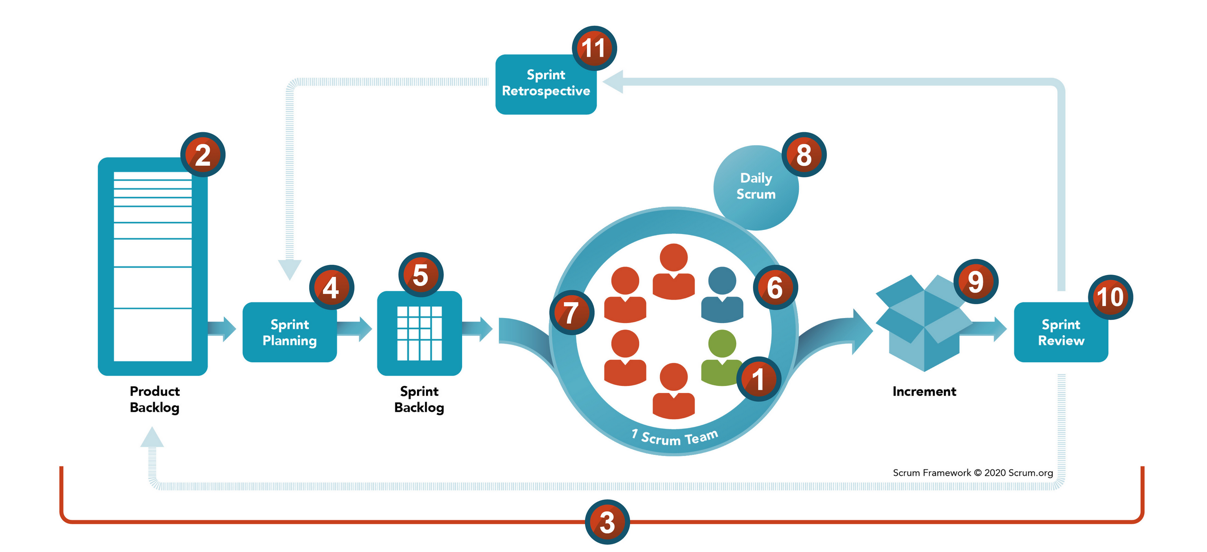 11
Sprint
Retrospective
2
8
Daily
Scrum
4
5
6
7
9
10
Sprint
Planning
Sprint
Review
1
Product
Backlog
Sprint
Backlog
Increment
1 Scrum Team
Scrum Framework © 2020 Scrum.org
3